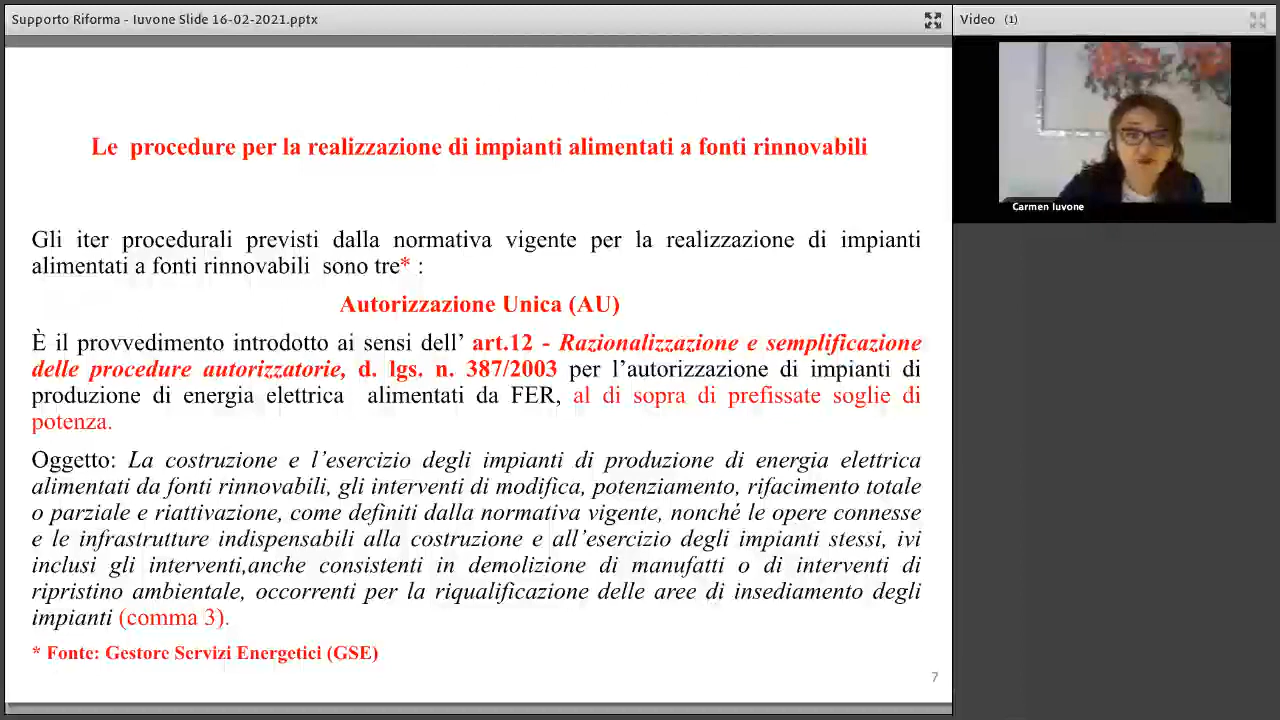 Supporto Riforma - Iuvone Slide 16-02-2021.pptx
Video (1)
Carmen Iuvone
Le procedure per la realizzazione di impianti alimentati a fonti rinnovabili
Gli iter procedurali previsti dalla normativa vigente per la realizzazione di impianti
alimentati a fonti rinnovabili sono tre* :
Autorizzazione Unica (AU)
È il provvedimento introdotto ai sensi dell’ art.12 - Razionalizzazione e semplificazione
delle procedure autorizzatorie, d. lgs. n. 387/2003 per l’autorizzazione di impianti di
produzione di energia elettrica alimentati da FER, al di sopra di prefissate soglie di
potenza.
Oggetto: La costruzione e l’esercizio degli impianti di produzione di energia elettrica
alimentati da fonti rinnovabili, gli interventi di modifica, potenziamento, rifacimento totale
o parziale e riattivazione, come definiti dalla normativa vigente, nonché le opere connesse
e le infrastrutture indispensabili alla costruzione e all’esercizio degli impianti stessi, ivi
inclusi gli interventi,anche consistenti in demolizione di manufatti o di interventi di
ripristino ambientale, occorrenti per la riqualificazione delle aree di insediamento degli
impianti (comma 3).
* Fonte: Gestore Servizi Energetici (GSE)
7